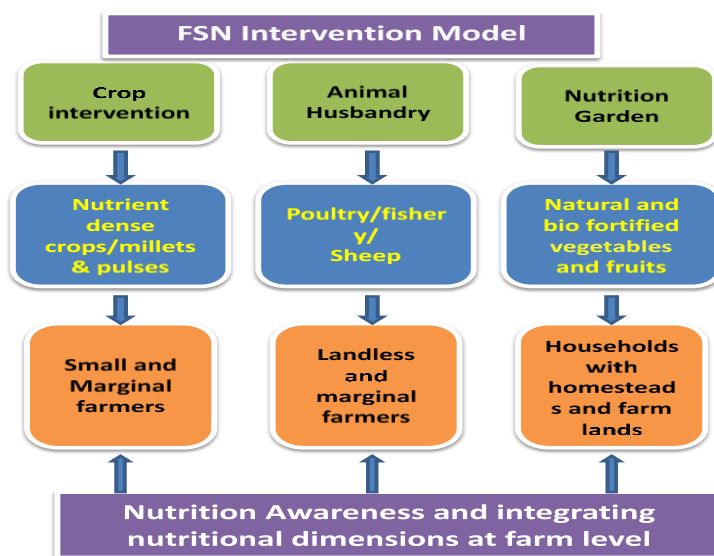 FSN Intervention Model
Crop
intervention
Animal
Husbandry
Nutrition
Garden
Nutrient
dense
crops/millets
& pulses
Poultry/fisher
y/
Sheep
Natural and
bio fortified
vegetables
and fruits
Small and
Marginal
farmers
Landless
and
marginal
farmers
Households
with
homestead
s and farm
lands
Nutrition Awareness and integrating
nutritional dimensions at farm level